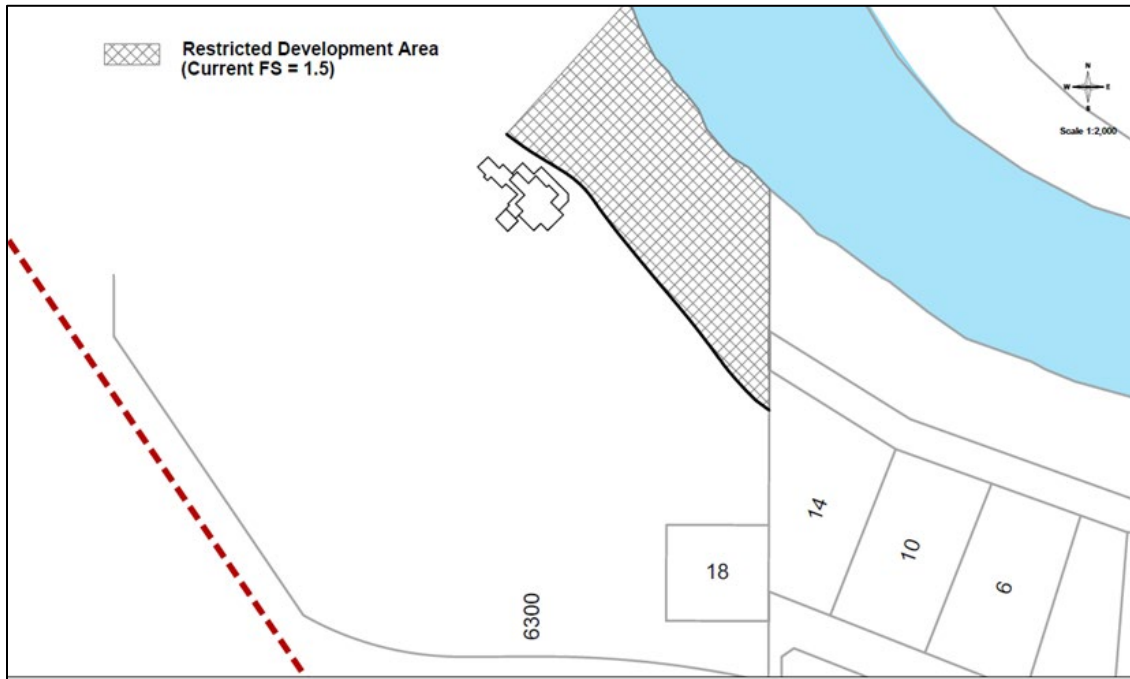 Restricted Development Area
(Current FS = 1.5)
N
W E
S
Scale 1:2,000
14
10
6
18
6300